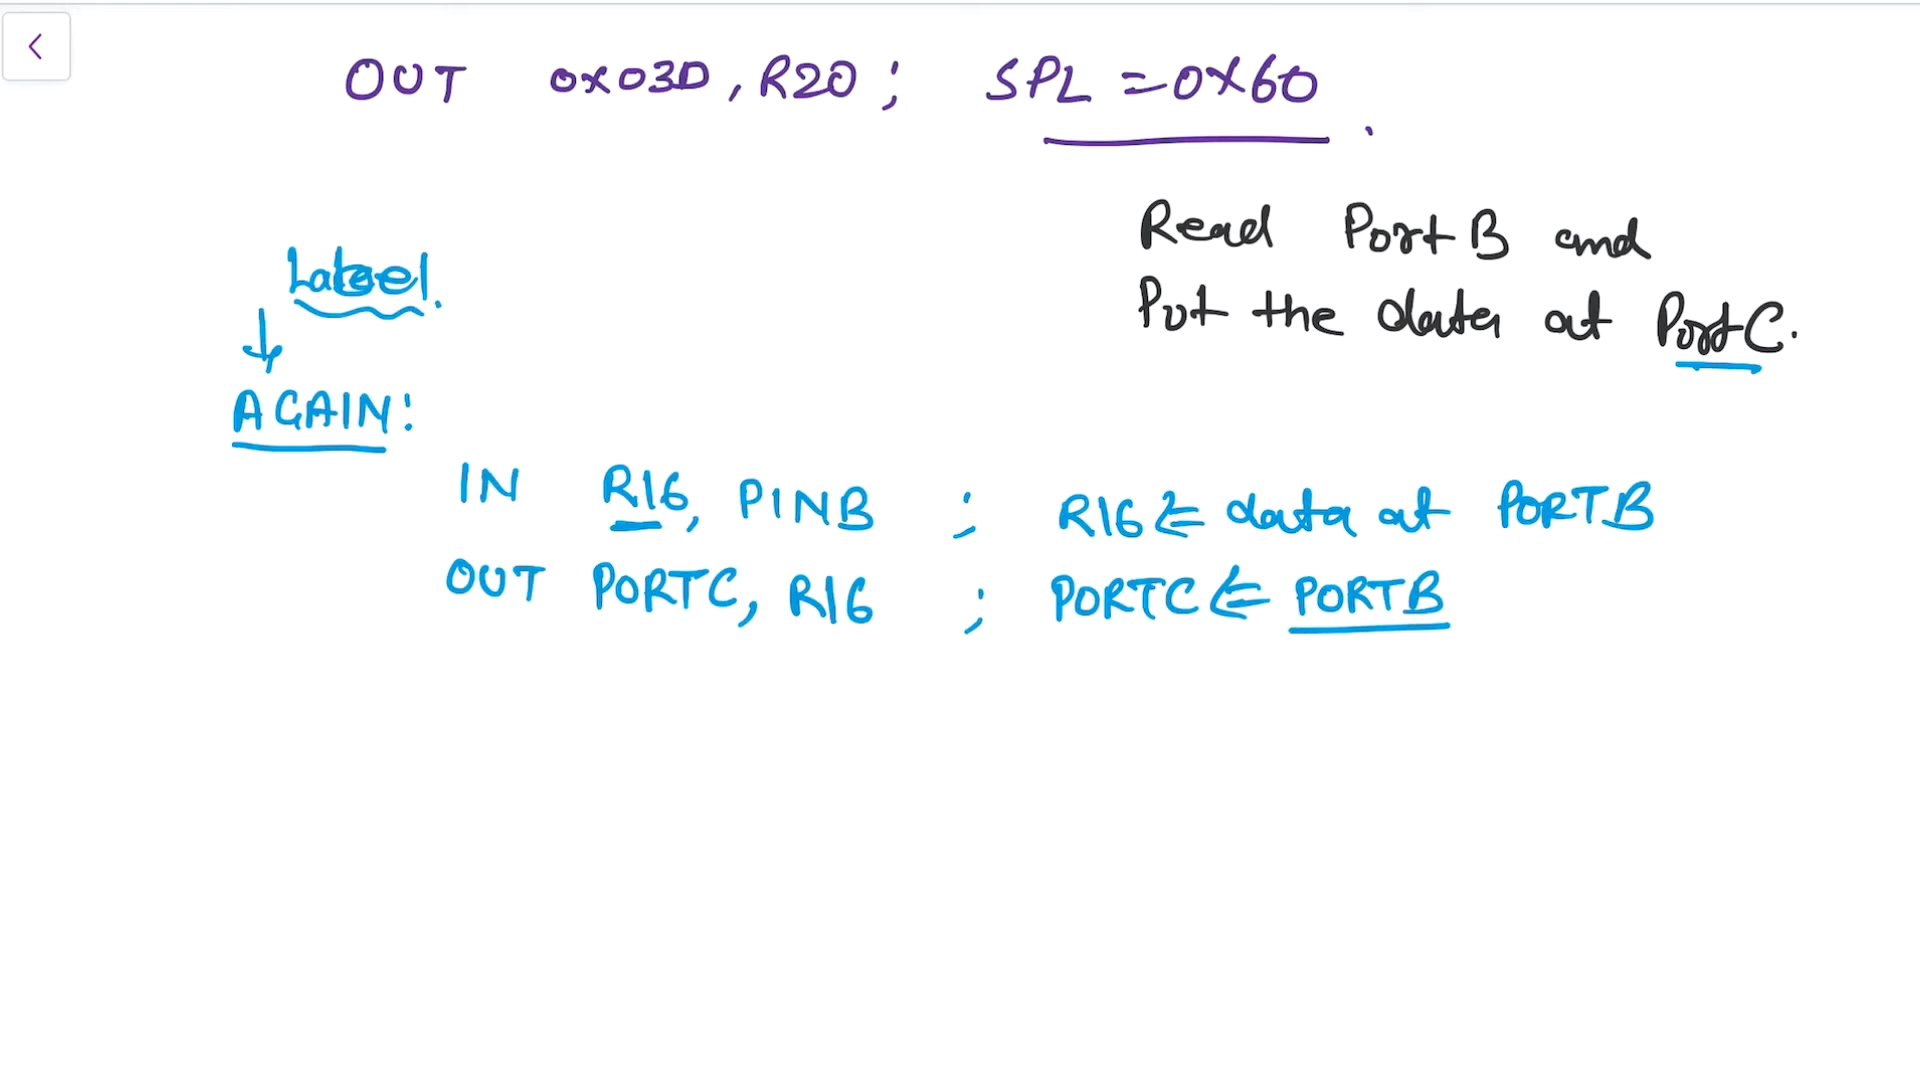 OUT 0x03D, R20 ; SPL = 0X60
Read Port B and
Put the data at Port C.
Label.
AGAIN:
IN R16, PINB ; R16 ⇐ data at PORTB
OUT PORTC, R16 ; PORTC ⇐ PORTB